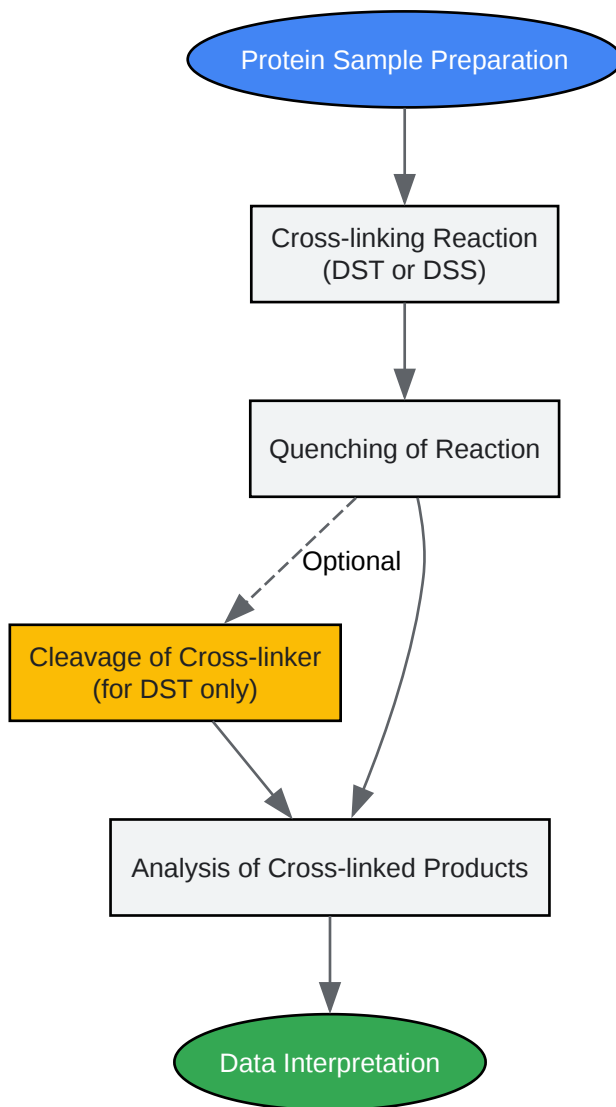 Protein Sample Preparation
Cross-linking Reaction
(DST or DSS)
Quenching of Reaction
Optional
Cleavage of Cross-linker
(for DST only)
Analysis of Cross-linked Products
Data Interpretation